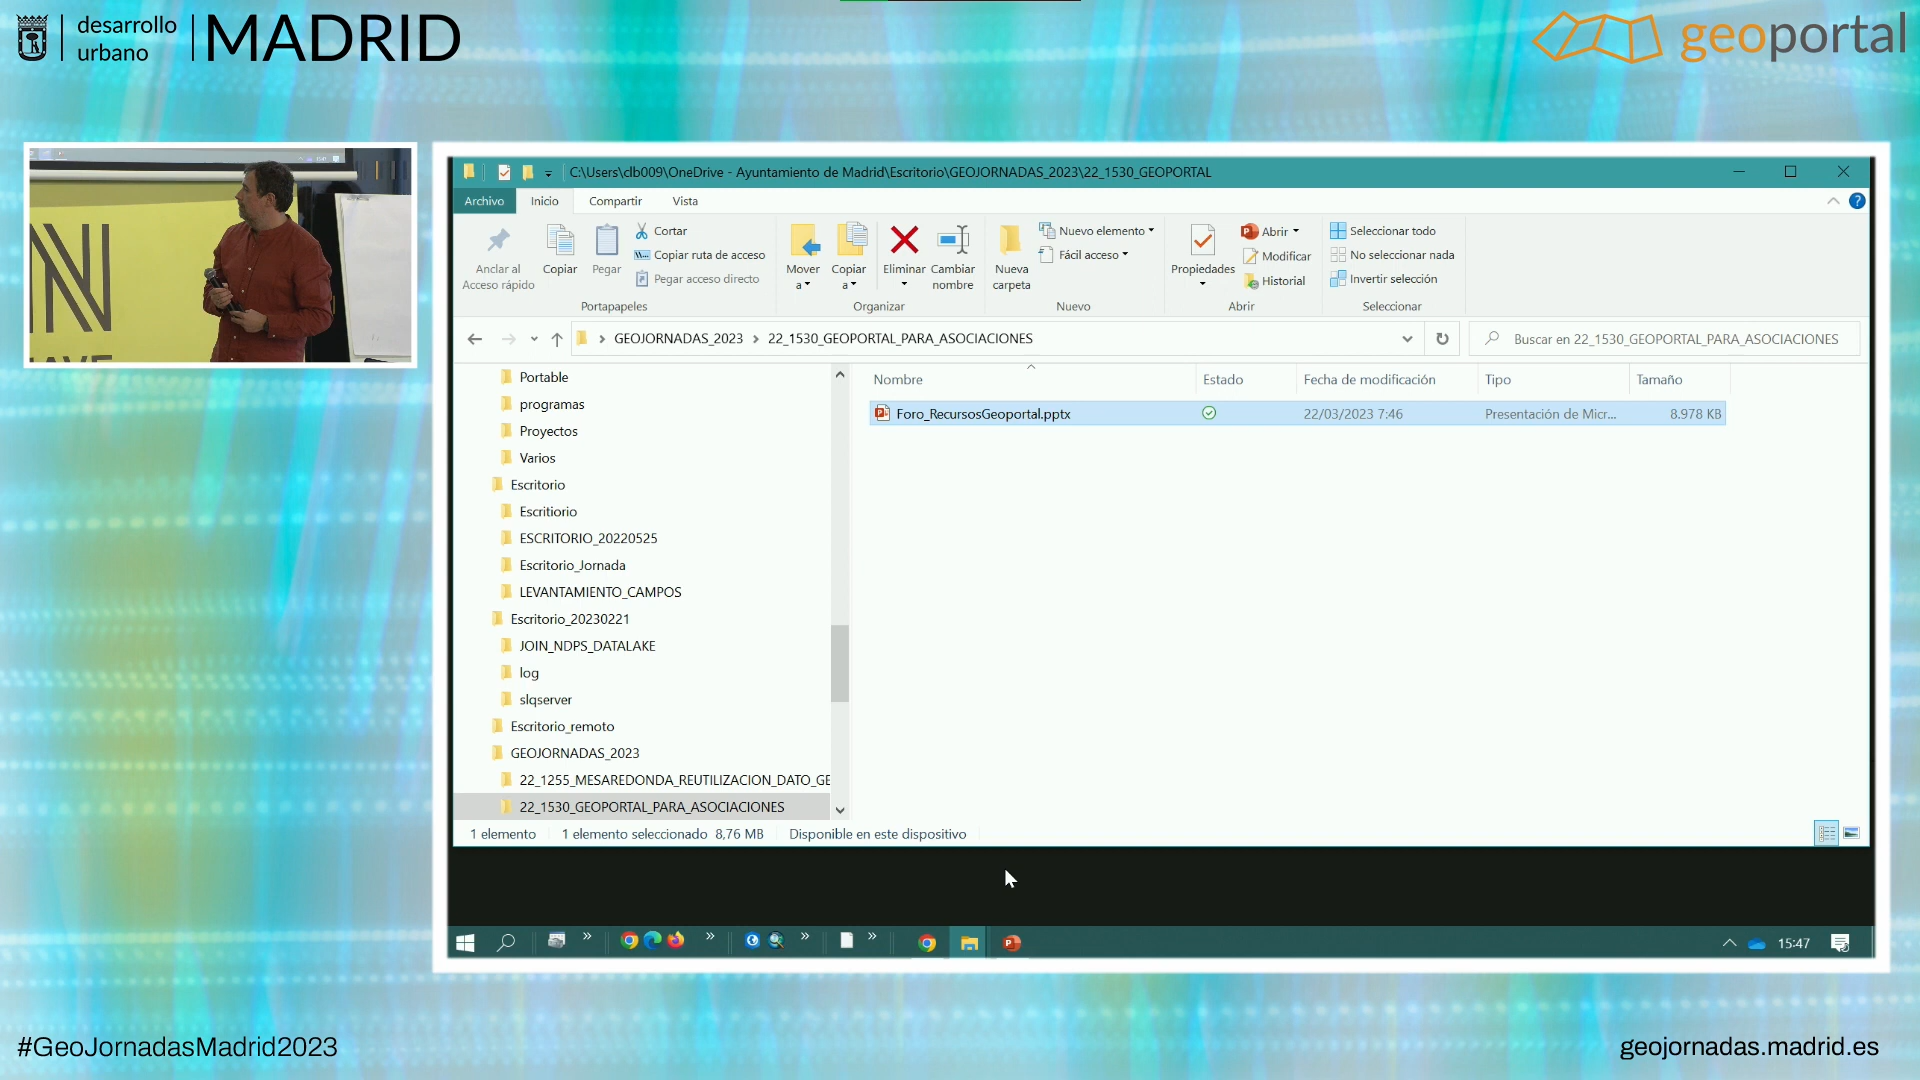 desarrollo
urbano
MADRID
geoportal
C:\Users\clb009\OneDrive - Ayuntamiento de Madrid\Escritorio\GEOJORNADAS_2023\22_1530_GEOPORTAL
Archivo
Inicio
Compartir
Vista
Anclar al
Acceso rápido
Copiar
Pegar
Cortar
Copiar ruta de acceso
Pegar acceso directo
Portapapeles
Mover
a
Copiar
a
Eliminar
Cambiar
nombre
Organizar
Nueva
carpeta
Nuevo elemento
Fácil acceso
Nuevo
Propiedades
Abrir
Modificar
Historial
Abrir
Seleccionar todo
No seleccionar nada
Invertir selección
Seleccionar
GEOJORNADAS_2023 > 22_1530_GEOPORTAL_PARA_ASOCIACIONES
Buscar en 22_1530_GEOPORTAL_PARA_ASOCIACIONES
Portable
programas
Proyectos
Varios
Escritorio
Escritiorio
ESCRITORIO_20220525
Escritorio_Jornada
LEVANTAMIENTO_CAMPOS
Escritorio_20230221
JOIN_NDPS_DATALAKE
log
slqserver
Escritorio_remoto
GEOJORNADAS_2023
22_1255_MESAREDONDA_REUTILIZACION_DATO_GE
22_1530_GEOPORTAL_PARA_ASOCIACIONES
Nombre
Estado
Fecha de modificación
Tipo
Tamaño
Foro_RecursosGeoportal.pptx
22/03/2023 7:46
Presentación de Micr...
8.978 KB
1 elemento
1 elemento seleccionado 8,76 MB
Disponible en este dispositivo
15:47
#GeoJornadasMadrid2023
geojornadas.madrid.es